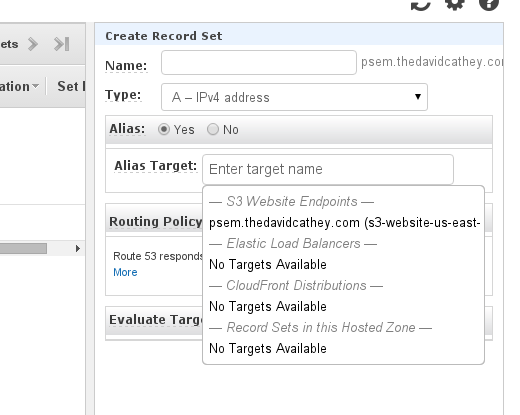 Create Record Set
ets
Name:
psem.thedavidcathey.co
ation
Set
Type:
A – IPv4 address
Alias:
Yes
No
Alias Target:
Enter target name
— S3 Website Endpoints —
psem.thedavidcathey.com (s3-website-us-east-
— Elastic Load Balancers —
No Targets Available
— CloudFront Distributions —
No Targets Available
— Record Sets in this Hosted Zone —
No Targets Available
Routing Policy
Route 53 responds
More
Evaluate Targe